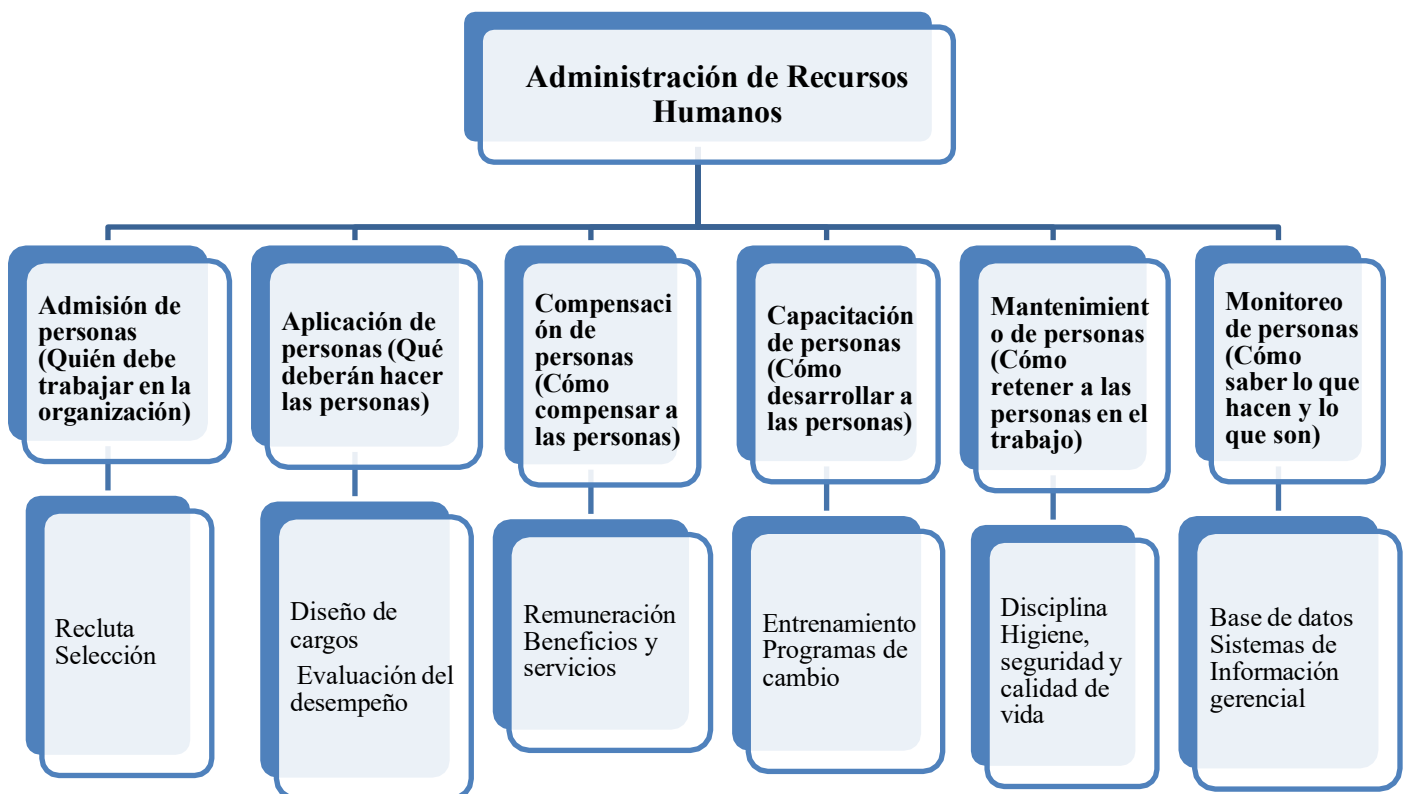 Administración de Recursos
Humanos
Admisión de
personas
(Quién debe
trabajar en la
organización)
Aplicación de
personas (Qué
deberán hacer
las personas)
Compensaci
ón de
personas
(Cómo
compensar a
las personas)
Capacitación
de personas
(Cómo
desarrollar a
las personas)
Mantenimient
o de personas
(Cómo
retener a las
personas en el
trabajo)
Monitoreo
de personas
(Cómo
saber lo que
hacen y lo
que son)
Recluta
Selección
Diseño de
cargos
Evaluación del
desempeño
Remuneración
Beneficios y
servicios
Entrenamiento
Programas de
cambio
Disciplina
Higiene,
seguridad y
calidad de
vida
Base de datos
Sistemas de
Información
gerencial